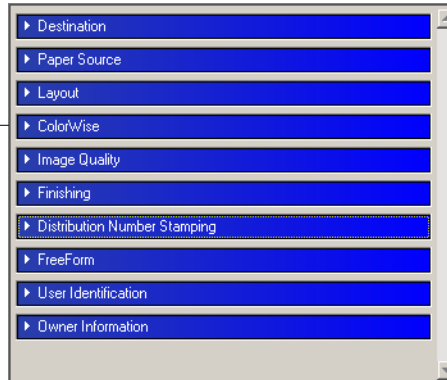 Destination
Paper Source
Layout
ColorWise
Image Quality
Finishing
Distribution Number Stamping
FreeForm
User Identification
Owner Information